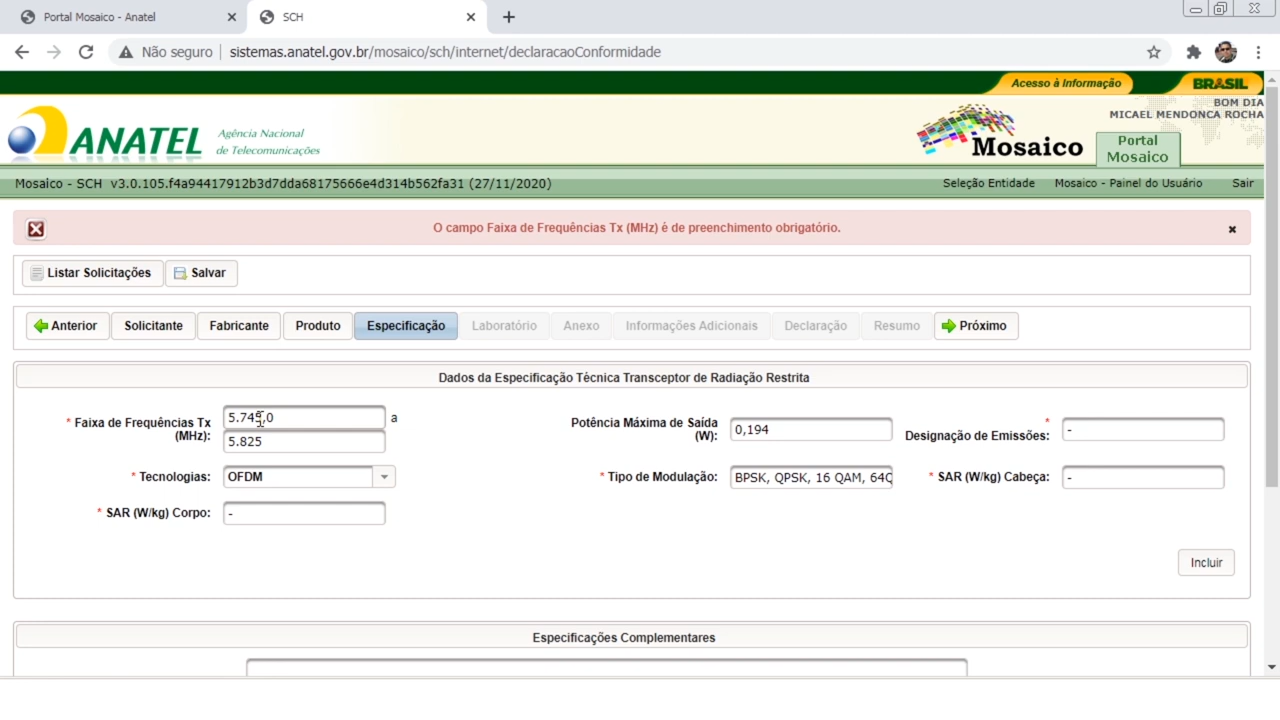 Portal Mosaico - Anatel
SCH
Não seguro
sistemas.anatel.gov.br/mosaico/sch/internet/declaracaoConformidade
Acesso à Informação
BRASIL
ANATEL
Agência Nacional
de Telecomunicações
Mosaico
BOM DIA
MICAEL MENDONCA ROCHA
Portal
Mosaico
Mosaico - SCH v3.0.105.f4a94417912b3d7dda68175666e4d314b562fa31 (27/11/2020)
Seleção Entidade
Mosaico - Painel do Usuário
Sair
O campo Faixa de Frequências Tx (MHz) é de preenchimento obrigatório.
Listar Solicitações
Salvar
Anterior
Solicitante
Fabricante
Produto
Especificação
Laboratório
Anexo
Informações Adicionais
Declaração
Resumo
Próximo
Dados da Especificação Técnica Transceptor de Radiação Restrita
* Faixa de Frequências Tx
(MHz):
5.745,0
a
5.825
Potência Máxima de Saída
(W):
0,194
*
Designação de Emissões:
-
* Tecnologias:
OFDM
* Tipo de Modulação:
BPSK, QPSK, 16 QAM, 64Q
* SAR (W/kg) Cabeça:
-
* SAR (W/kg) Corpo:
-
Incluir
Especificações Complementares